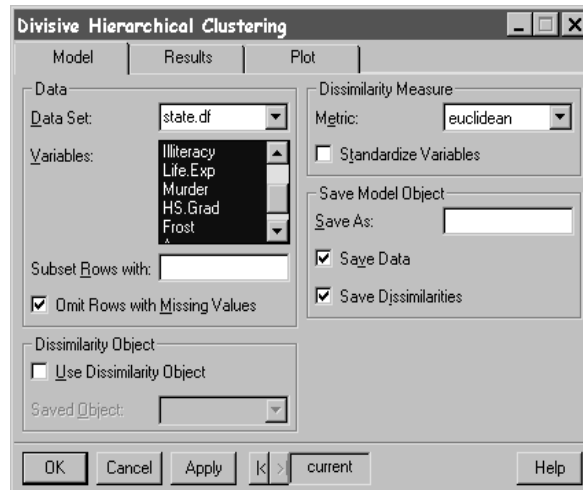 Divisive Hierarchical Clustering
Model
Results
Plot
Data
Data Set:
state.df
Variables:
Illiteracy
Life.Exp
Murder
HS.Grad
Frost
Subset Rows with:
Omit Rows with Missing Values
Dissimilarity Object
Use Dissimilarity Object
Saved Object:
Dissimilarity Measure
Metric:
euclidean
Standardize Variables
Save Model Object
Save As:
Save Data
Save Dissimilarities
OK
Cancel
Apply
current
Help